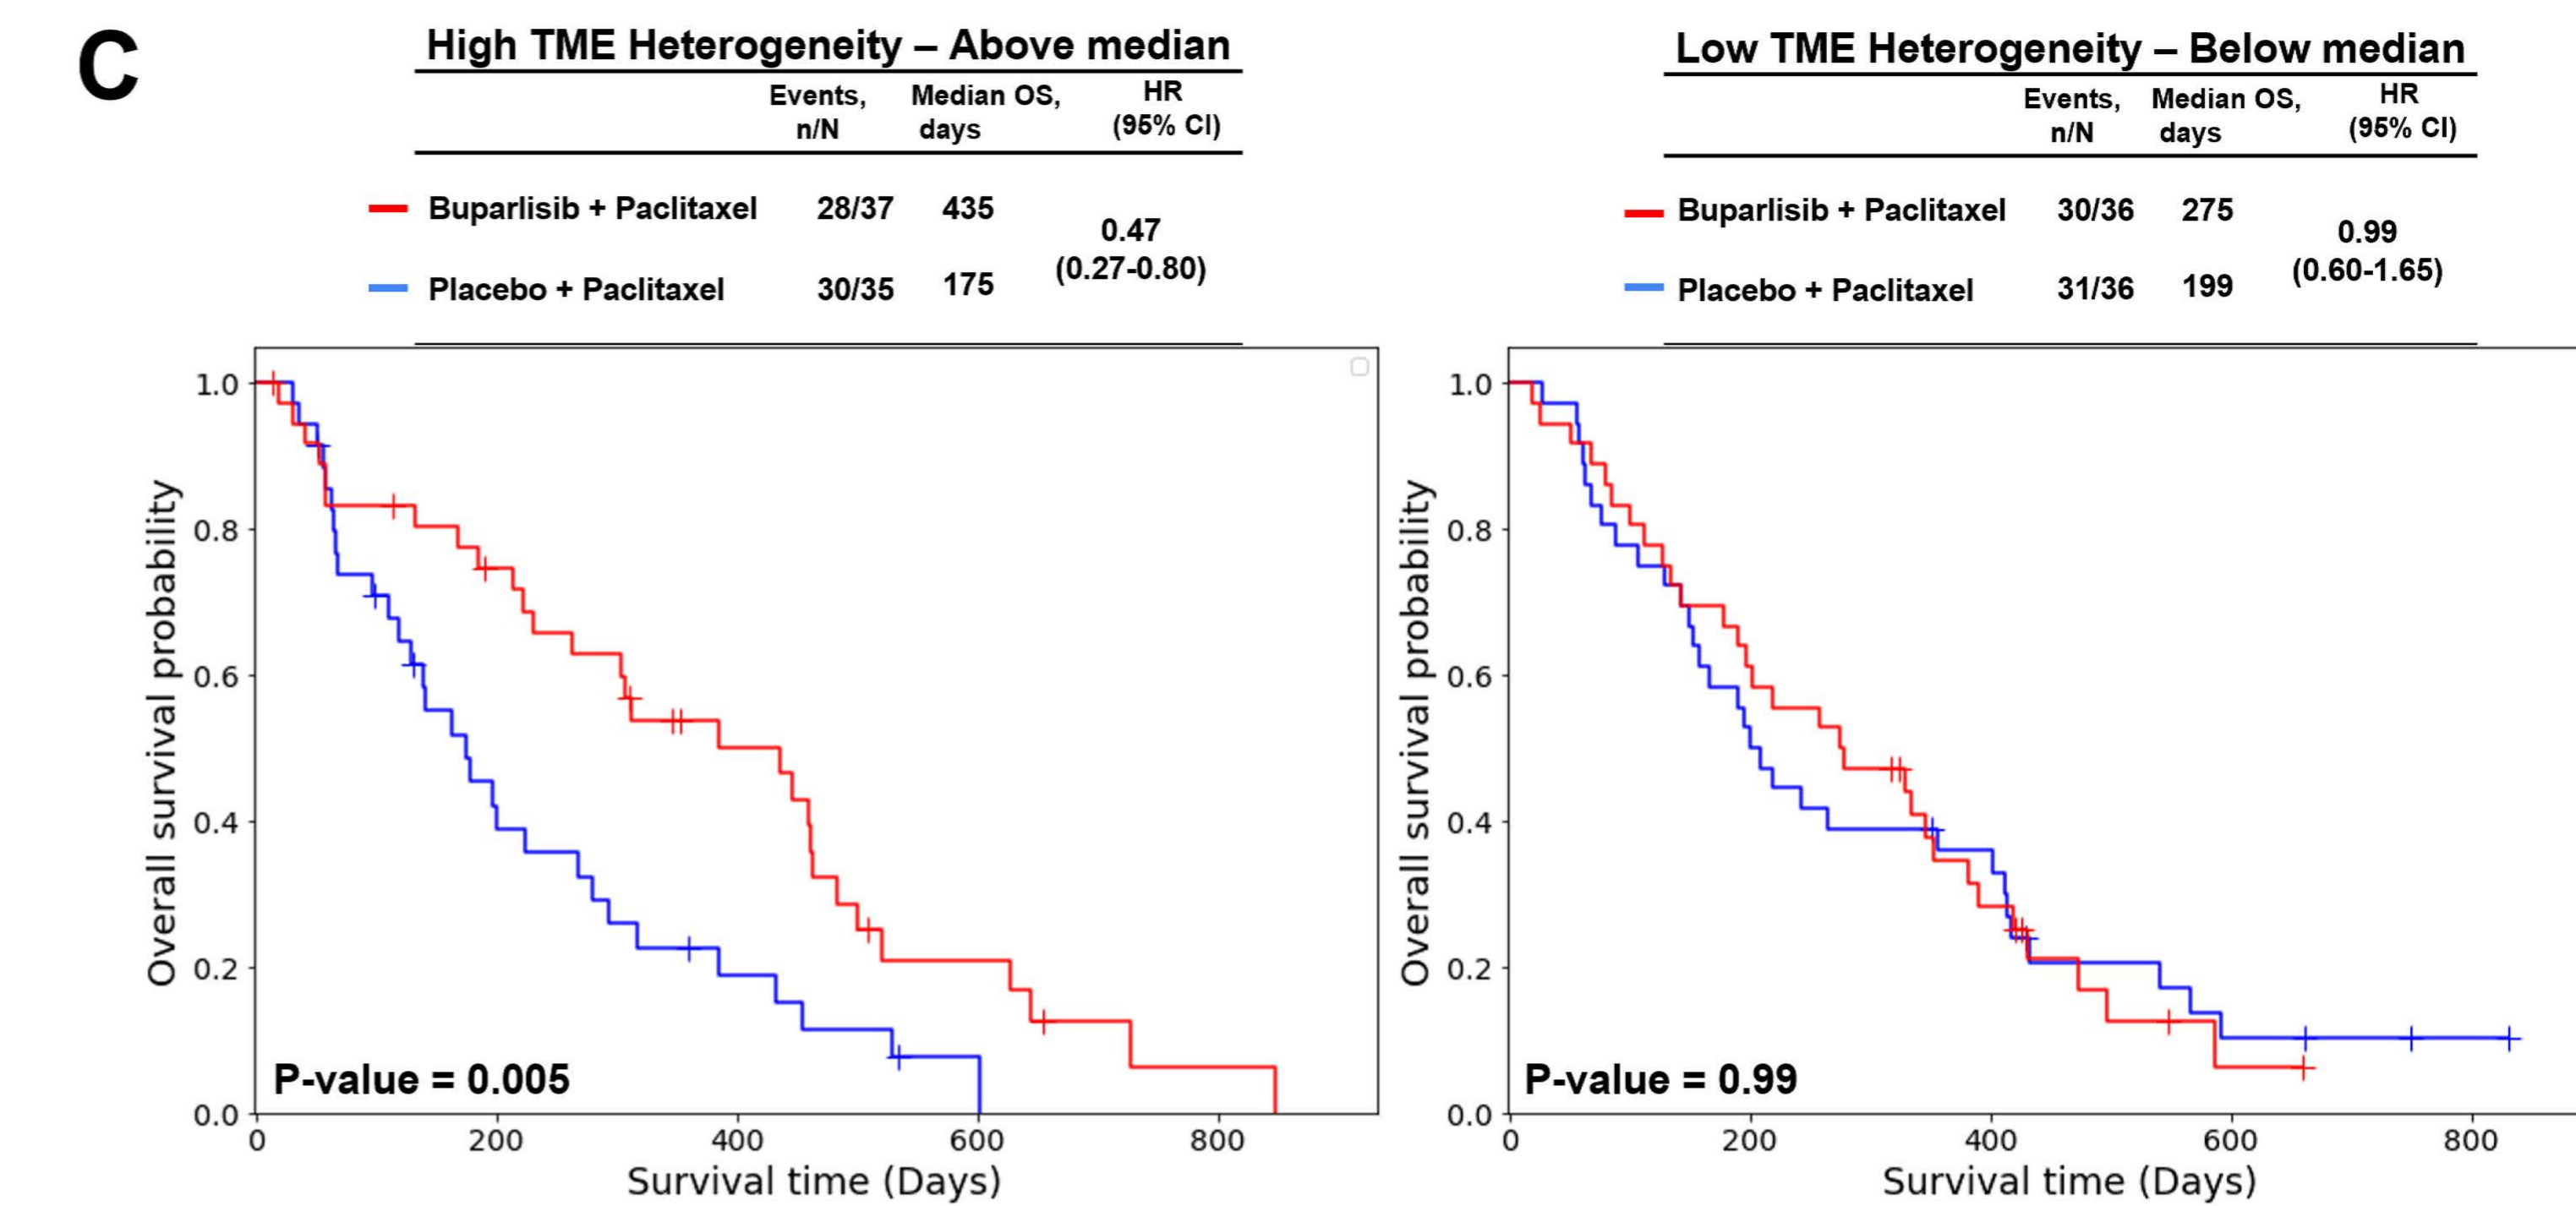 C
High TME Heterogeneity – Above median
Events, Median OS, HR
n/N days (95% CI)
Buparlisib + Paclitaxel 28/37 435
0.47
(0.27-0.80)
Placebo + Paclitaxel 30/35 175
Overall survival probability
1.0
0.8
0.6
0.4
0.2
0.0
P-value = 0.005
0 200 400 600 800
Survival time (Days)
Low TME Heterogeneity – Below median
Events, Median OS, HR
n/N days (95% CI)
Buparlisib + Paclitaxel 30/36 275
0.99
(0.60-1.65)
Placebo + Paclitaxel 31/36 199
Overall survival probability
1.0
0.8
0.6
0.4
0.2
0.0
P-value = 0.99
0 200 400 600 800
Survival time (Days)